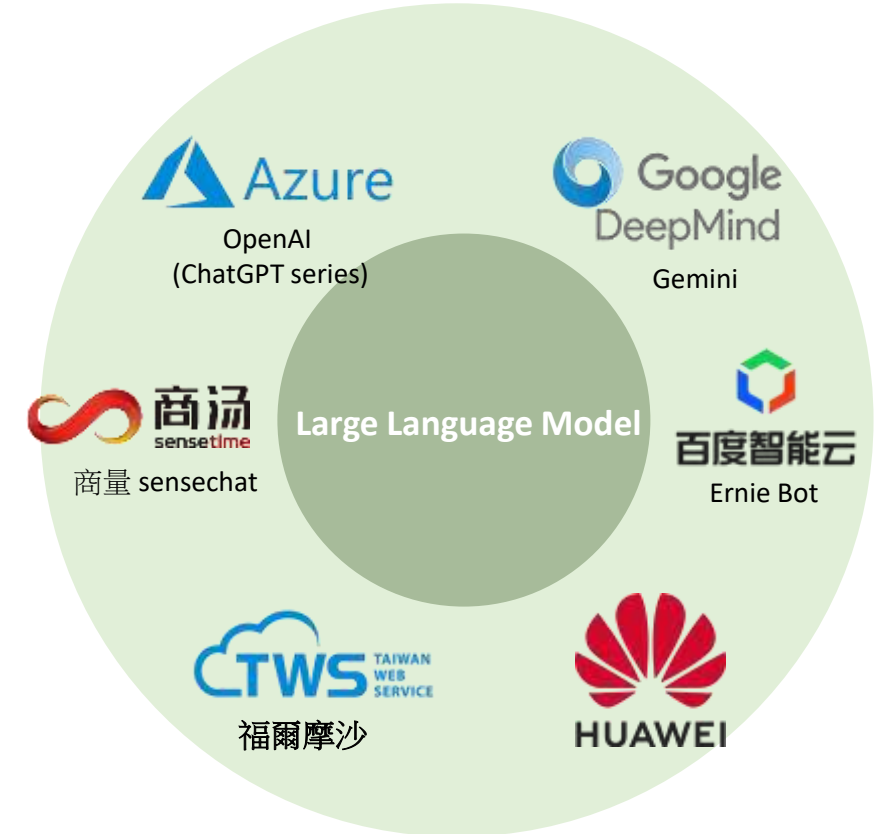 Azure
OpenAI
(ChatGPT series)
Google
DeepMind
Gemini
商汤
sensetime
商量 sensechat
Large Language Model
百度智能云
Ernie Bot
TWS
TAIWAN
WEB
SERVICE
福爾摩沙
HUAWEI